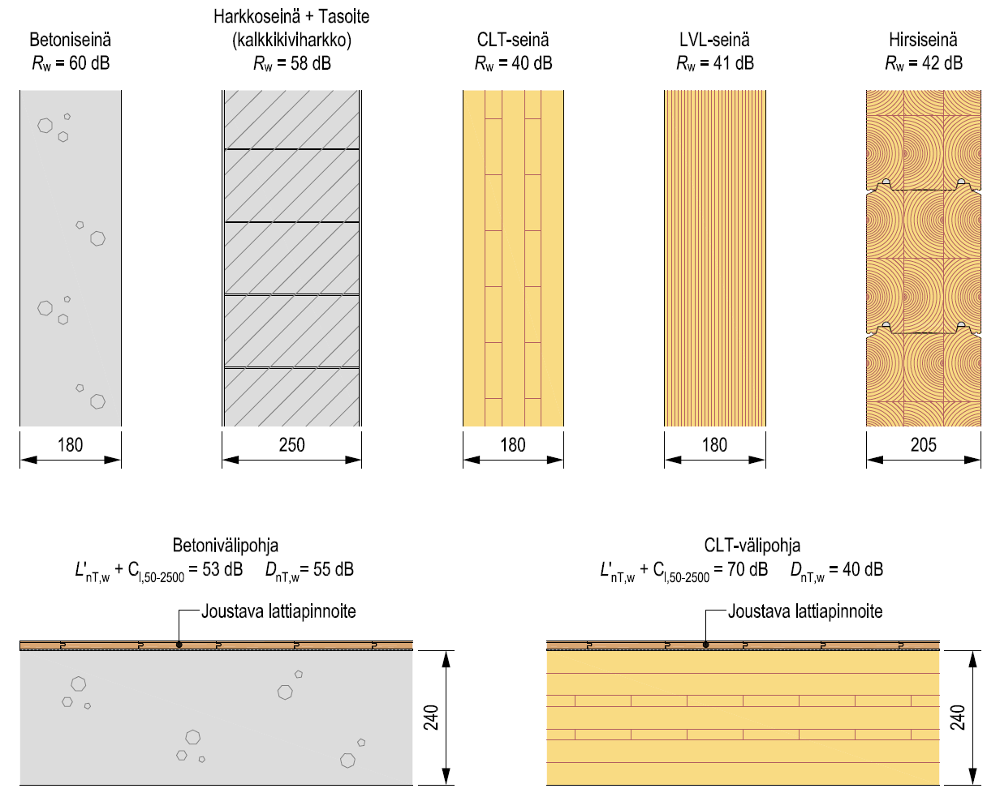 Betoniseinä
Rw = 60 dB
Harkkoseinä + Tasoite
(kalkkikiviharkko)
Rw = 58 dB
CLT-seinä
Rw = 40 dB
LVL-seinä
Rw = 41 dB
Hirsiseinä
Rw = 42 dB
180
250
180
180
205
Betonivälipohja
L'nT,w + CI,50-2500 = 53 dB DnT,w= 55 dB
Joustava lattiapinnoite
240
CLT-välipohja
L'nT,w + CI,50-2500 = 70 dB DnT,w = 40 dB
Joustava lattiapinnoite
240